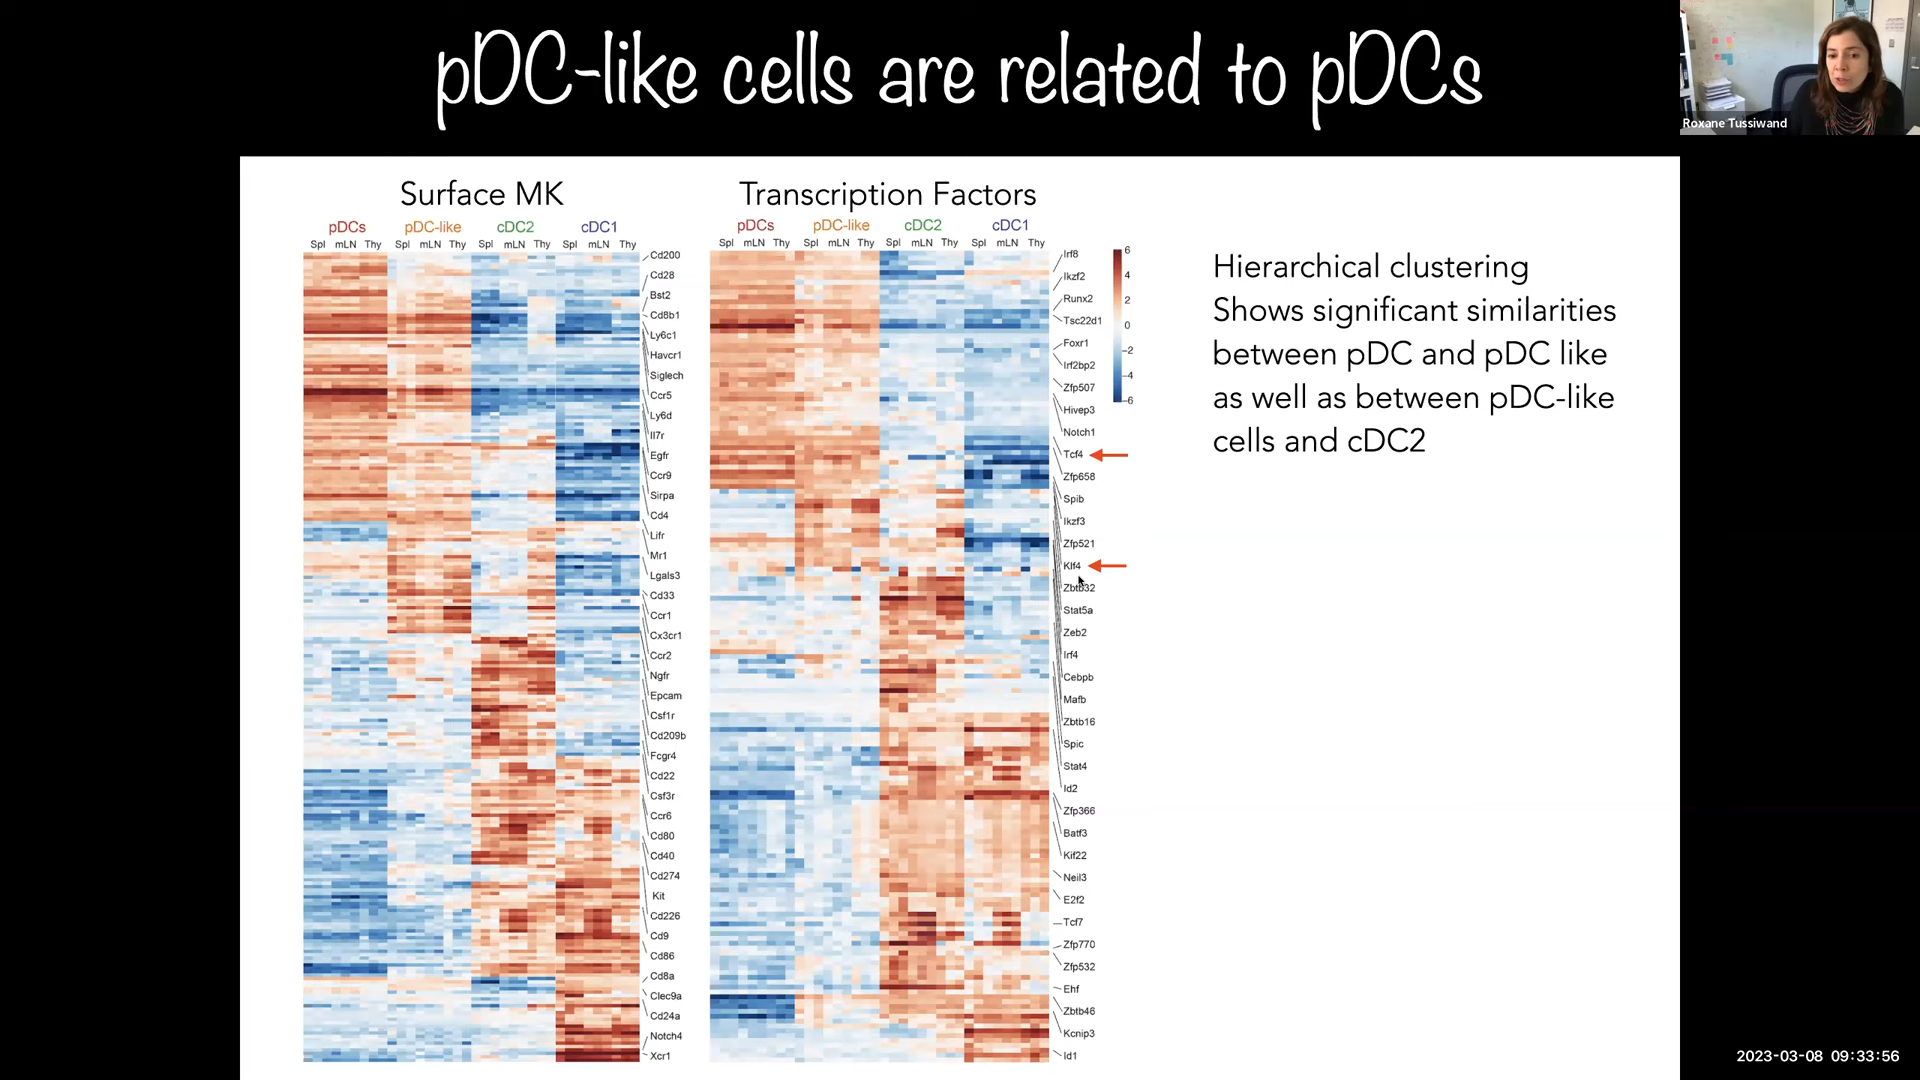 pDC-like cells are related to pDCs
Roxane Tussiwand
Surface MK
pDCs pDC-like cDC2 cDC1
Spl mLN Thy Spl mLN Thy Spl mLN Thy Spl mLN Thy
Cd200
Cd28
Bst2
Cd8b1
Ly6c1
Havcr1
Siglech
Ccr5
Ly6d
Il7r
Egfr
Ccr9
Sirpa
Cd4
Lifr
Mr1
Lgals3
Cd33
Ccr1
Cx3cr1
Ccr2
Ngfr
Epcam
Csf1r
Cd209b
Fcgr4
Cd22
Csf3r
Ccr6
Cd80
Cd40
Cd274
Kit
Cd226
Cd9
Cd86
Cd8a
Clec9a
Cd24a
Notch4
Xcr1
Transcription Factors
pDCs pDC-like cDC2 cDC1
Spl mLN Thy Spl mLN Thy Spl mLN Thy Spl mLN Thy
Irf8
Ikzf2
Runx2
Tsc22d1
Foxr1
Irf2bp2
Zfp507
Hivep3
Notch1
Tcf4
Zfp658
Spib
Ikzf3
Zfp521
Klf4
Zbtb32
Stat5a
Zeb2
Irf4
Cebpb
Mafb
Zbtb16
Spic
Stat4
Id2
Zfp366
Batf3
Kif22
Neil3
E2f2
Tcf7
Zfp770
Zfp532
Ehf
Zbtb46
Kcnip3
Id1
6
4
2
0
−2
−4
−6
Hierarchical clustering
Shows significant similarities
between pDC and pDC like
as well as between pDC-like
cells and cDC2
2023-03-08 09:33:56